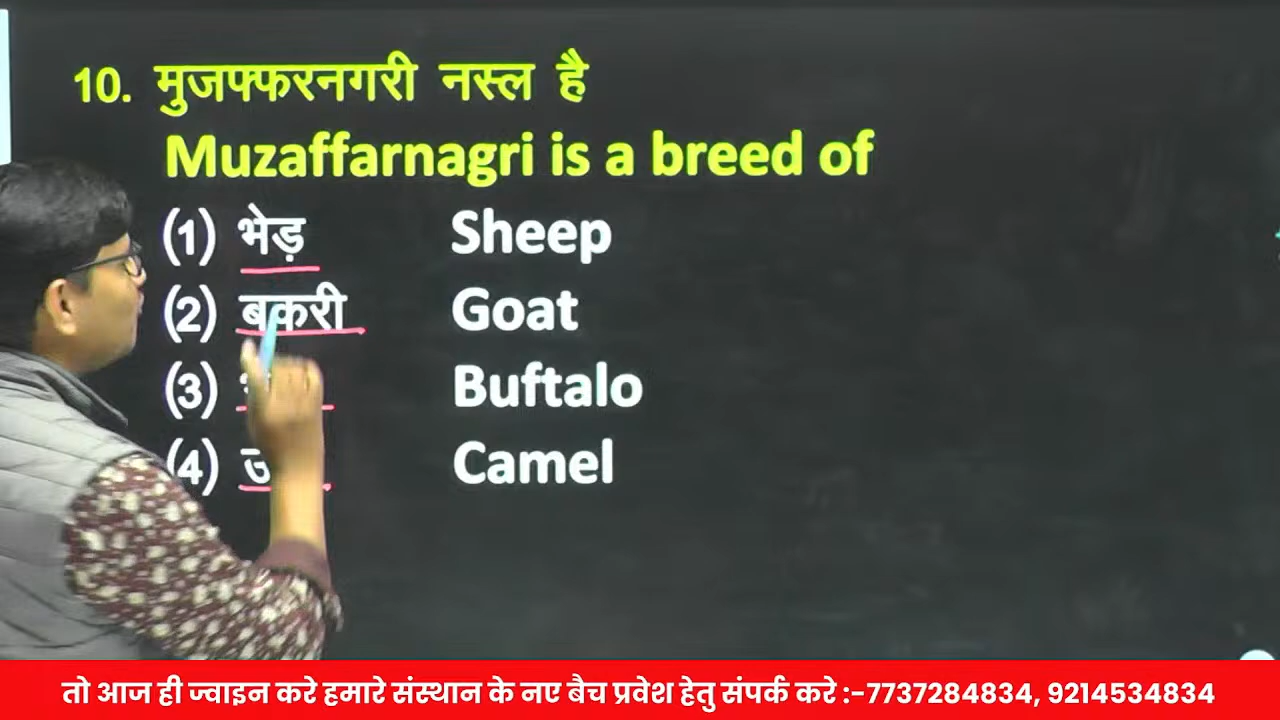 10. मुजफ्फरनगरी नस्ल है
Muzaffarnagri is a breed of
(1) भेड़ Sheep
(2) बकरी Goat
(3) Buftalo
(4) Camel
तो आज ही ज्वाइन करे हमारे संस्थान के नए बैच प्रवेश हेतु संपर्क करे :-7737284834, 9214534834